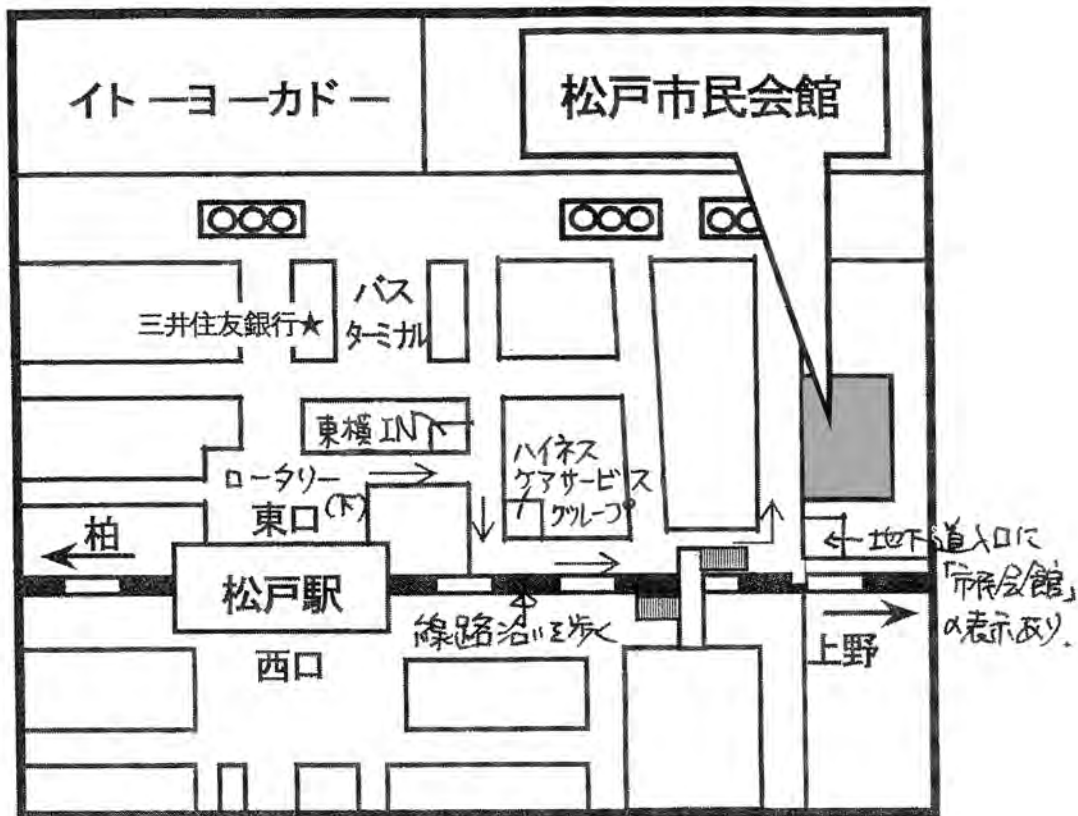 イトーヨーカドー
松戸市民会館
バス
ターミナル
三井住友銀行★
東横IN
ハイネス
ケアサービス
グループ
ロータリー
東口(下)
柏
←地下道入口に
「市民会館」
の表示あり.
松戸駅
線路沿いを歩く
上野
西口